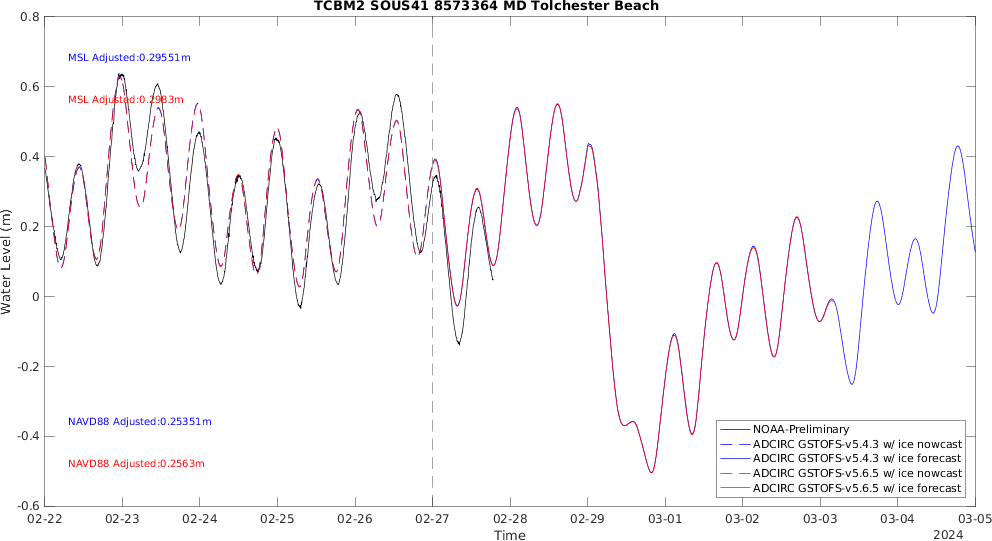 TCBM2 SOUS41 8573364 MD Tolchester Beach
0.8
0.6
0.4
0.2
0
-0.2
-0.4
-0.6
Water Level (m)
MSL Adjusted:0.29551m
MSL Adjusted:0.2983m
NAVD88 Adjusted:0.25351m
NAVD88 Adjusted:0.2563m
NOAA-Preliminary
ADCIRC GSTOFS-v5.4.3 w/ ice nowcast
ADCIRC GSTOFS-v5.4.3 w/ ice forecast
ADCIRC GSTOFS-v5.6.5 w/ ice nowcast
ADCIRC GSTOFS-v5.6.5 w/ ice forecast
02-22 02-23 02-24 02-25 02-26 02-27 02-28 02-29 03-01 03-02 03-03 03-04 03-05
Time
2024